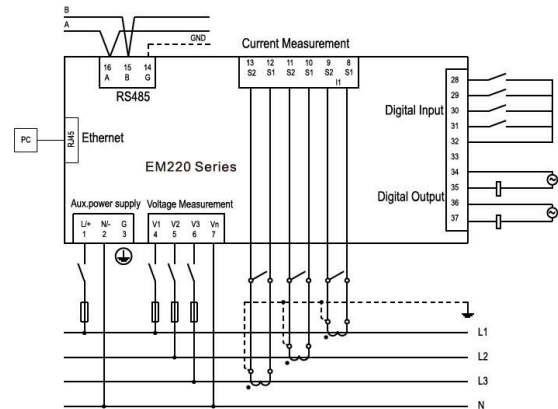 B
A
GND
Current Measurement
16 15 14
A B G
RS485
13 12 11 10 9 8
S2 S1 S2 S1 S2 S1
I1
28
29
30
31
32
33
34
35
36
37
Digital Input
Digital Output
PC
RJ45
Ethernet
EM220 Series
Aux.power supply
Voltage Measurement
L/+ N/- G
1 2 3
V1 V2 V3 Vn
4 5 6 7
L1
L2
L3
N